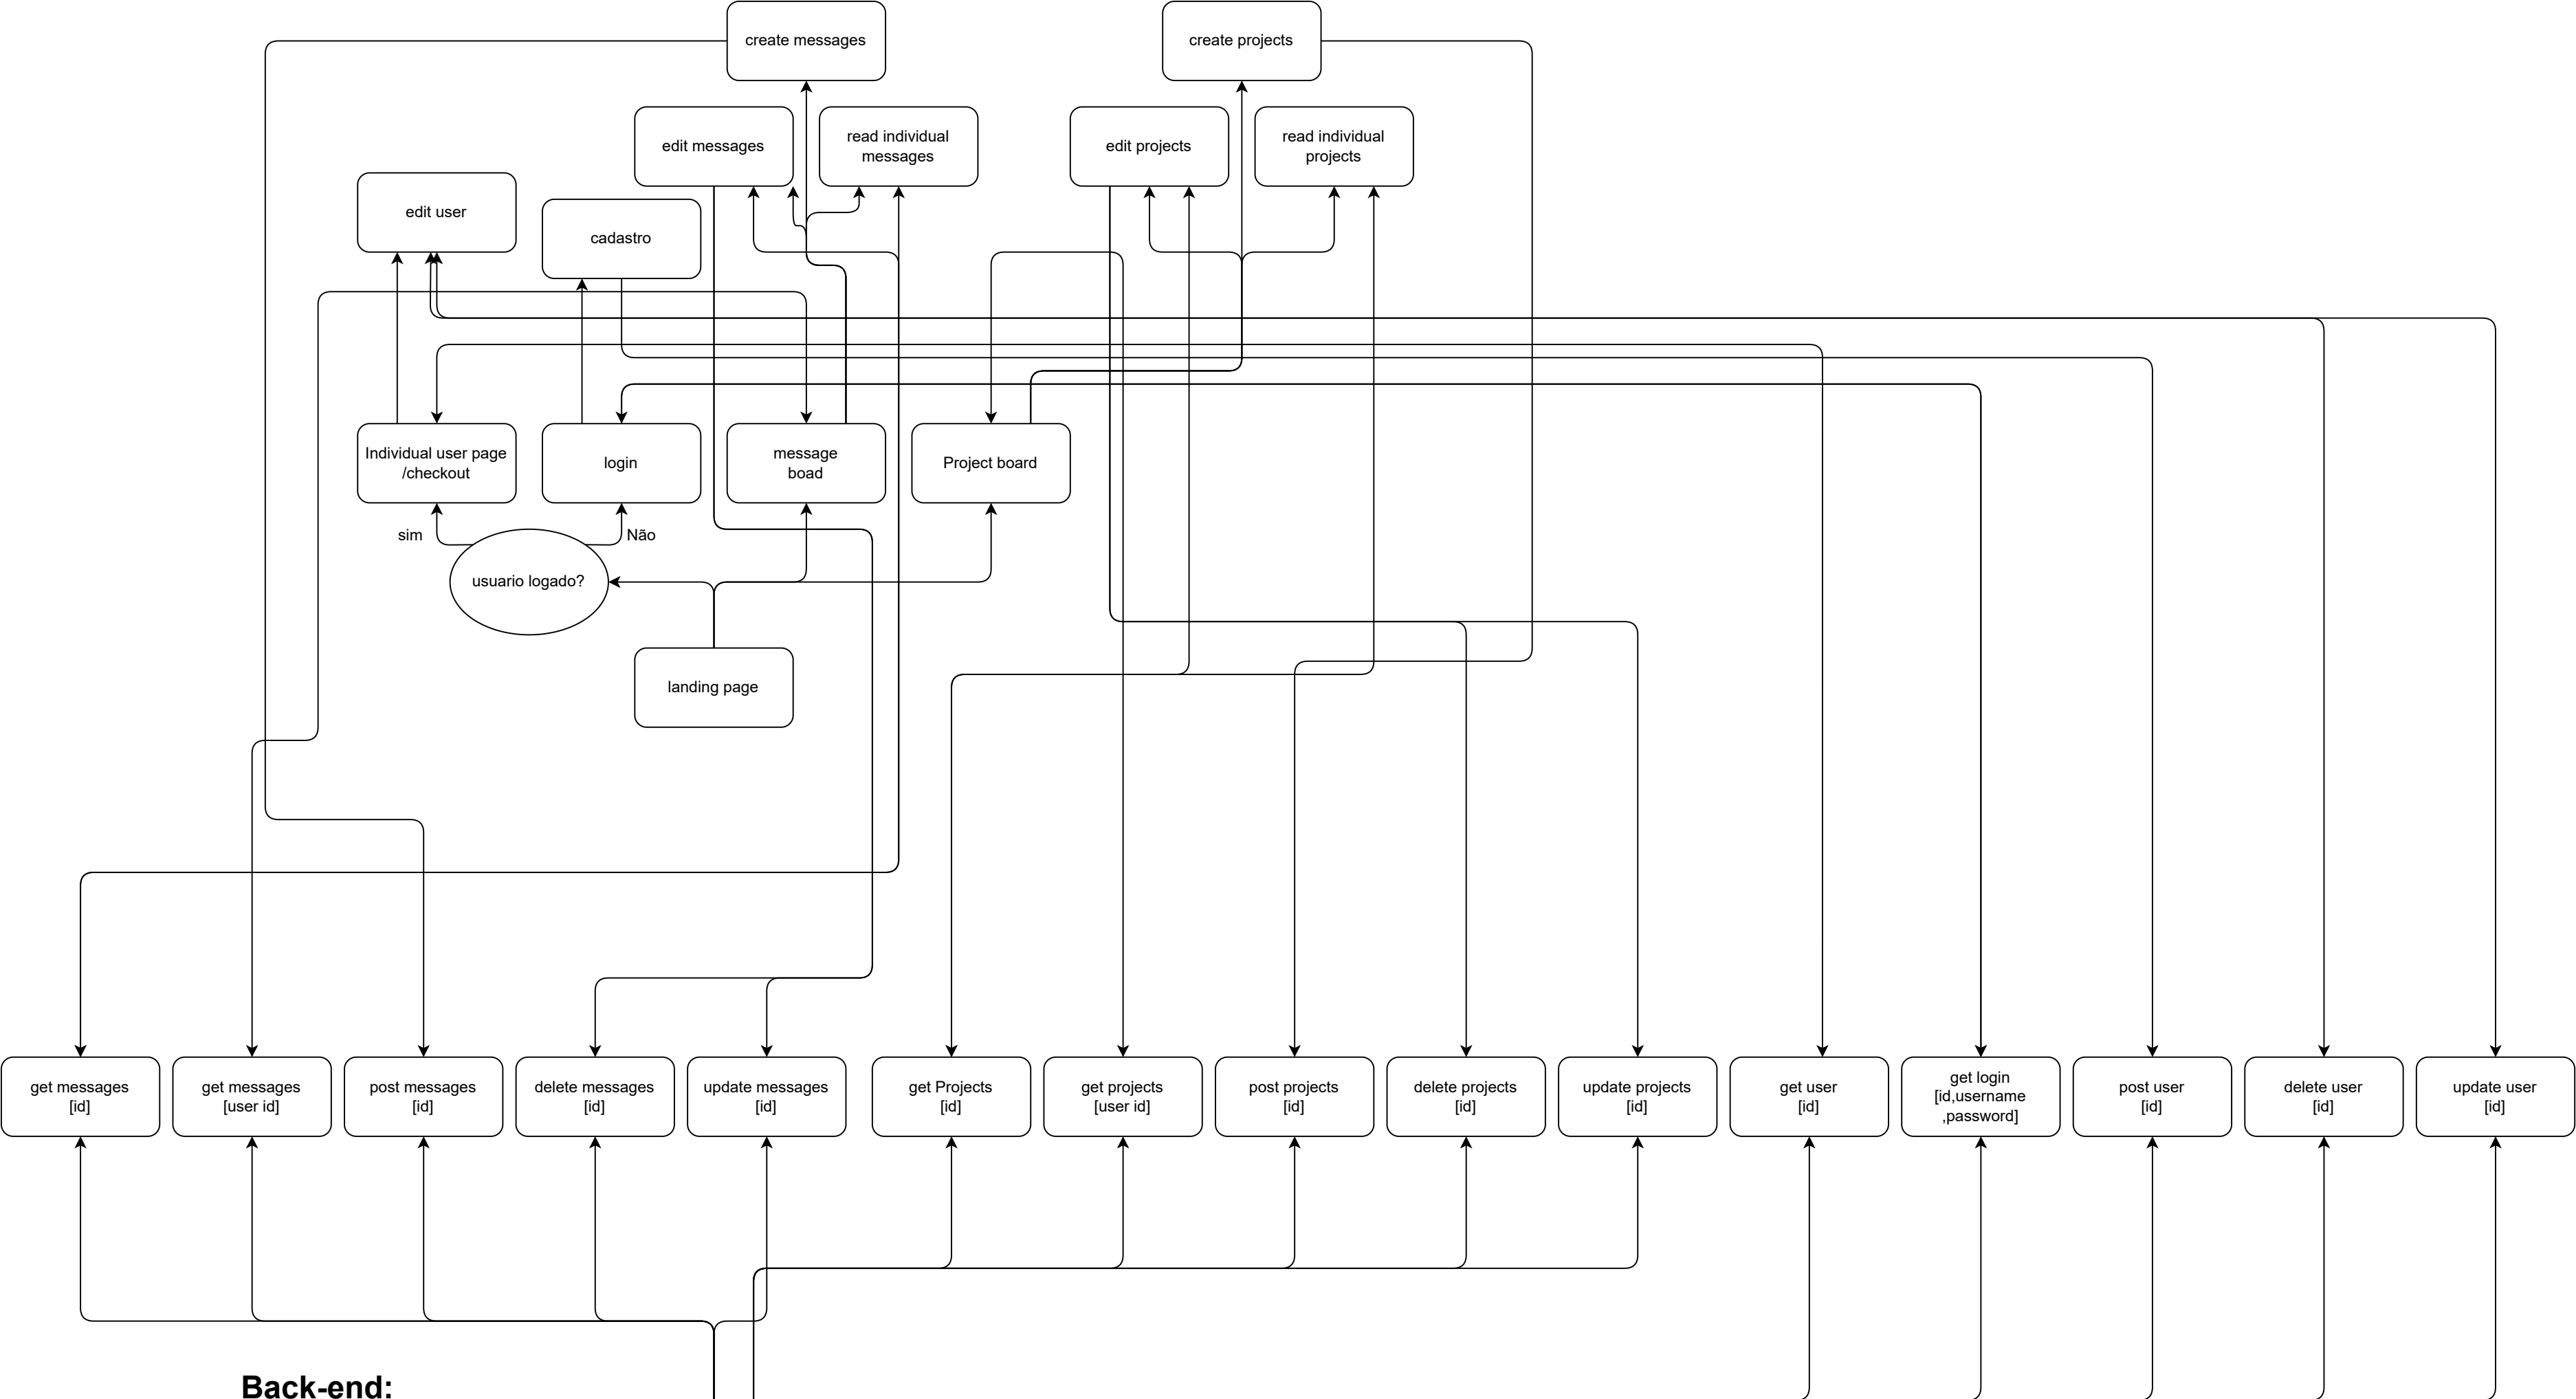 create messages
create projects
edit messages
read individual
messages
edit projects
read individual
projects
edit user
cadastro
Individual user page
/checkout
login
message
boad
Project board
sim
Não
usuario logado?
landing page
get messages
[id]
get messages
[user id]
post messages
[id]
delete messages
[id]
update messages
[id]
get Projects
[id]
get projects
[user id]
post projects
[id]
delete projects
[id]
update projects
[id]
get user
[id]
get login
[id,username
,password]
post user
[id]
delete user
[id]
update user
[id]
Back-end: